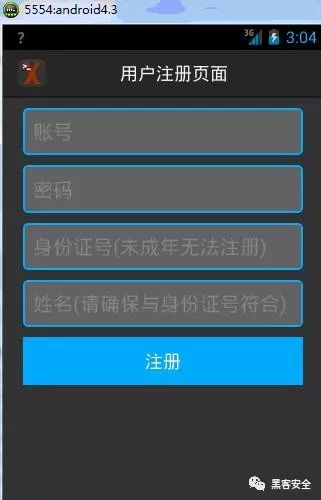 5554:android4.3
? 3G 3:04
用户注册页面
账号
密码
身份证号(未成年无法注册)
姓名(请确保与身份证号符合)
注册
黑客安全